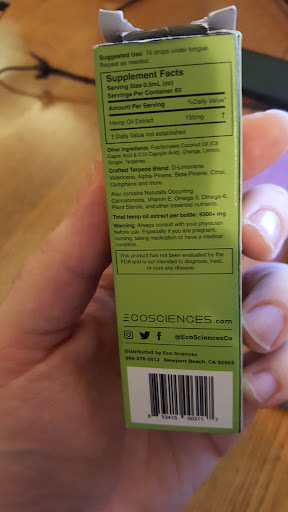 Suggested Use: 10 drops under tongue.
Repeat as needed.
Supplement Facts
Serving Size 0.5mL (cc)
Servings Per Container 60
Amount Per Serving %Daily Value
Hemp Oil Extract 155mg †
† Daily Value not established
Other Ingredients: Fractionated Coconut Oil (C8
Capric Acid & C10 Caprylic Acid), Orange, Lemon,
Ginger, Terpenes
Crafted Terpene Blend: D-Limonene,
Valencene, Alpha-Pinene, Beta-Pinene, Citral,
Camphene and more
Also contains Naturally Occurring
Cannabinoids, Vitamin E, Omega-3, Omega-6,
Plant Sterols, and other essential nutrients.
Total hemp oil extract per bottle: 9300+ mg
Warning: Always consult with your physician
before use. Especially if you are pregnant,
nursing, taking medication or have a medical
condition.
This product has not been evaluated by the
FDA and is not intended to diagnose, treat,
or cure any disease.
ECOSCIENCES.com
@EcoSciencesCo
Distributed by Eco Sciences
Newport Beach, CA